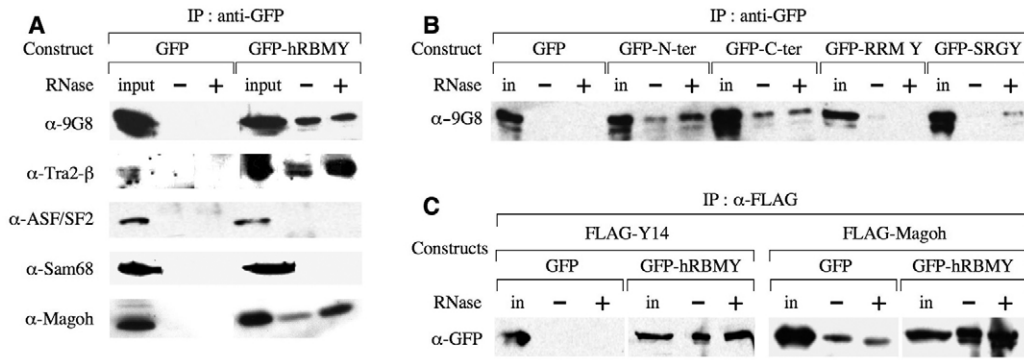 A
IP : anti-GFP
Construct GFP GFP-hRBMY
RNase input − + input − +
α-9G8
α-Tra2-β
α-ASF/SF2
α-Sam68
α-Magoh
B
IP : anti-GFP
Construct GFP GFP-N-ter GFP-C-ter GFP-RRM Y GFP-SRGY
RNase in − + in − + in − + in − + in − +
α-9G8
C
IP : α-FLAG
FLAG-Y14 FLAG-Magoh
Constructs GFP GFP-hRBMY GFP GFP-hRBMY
RNase in − + in − + in − + in − +
α-GFP